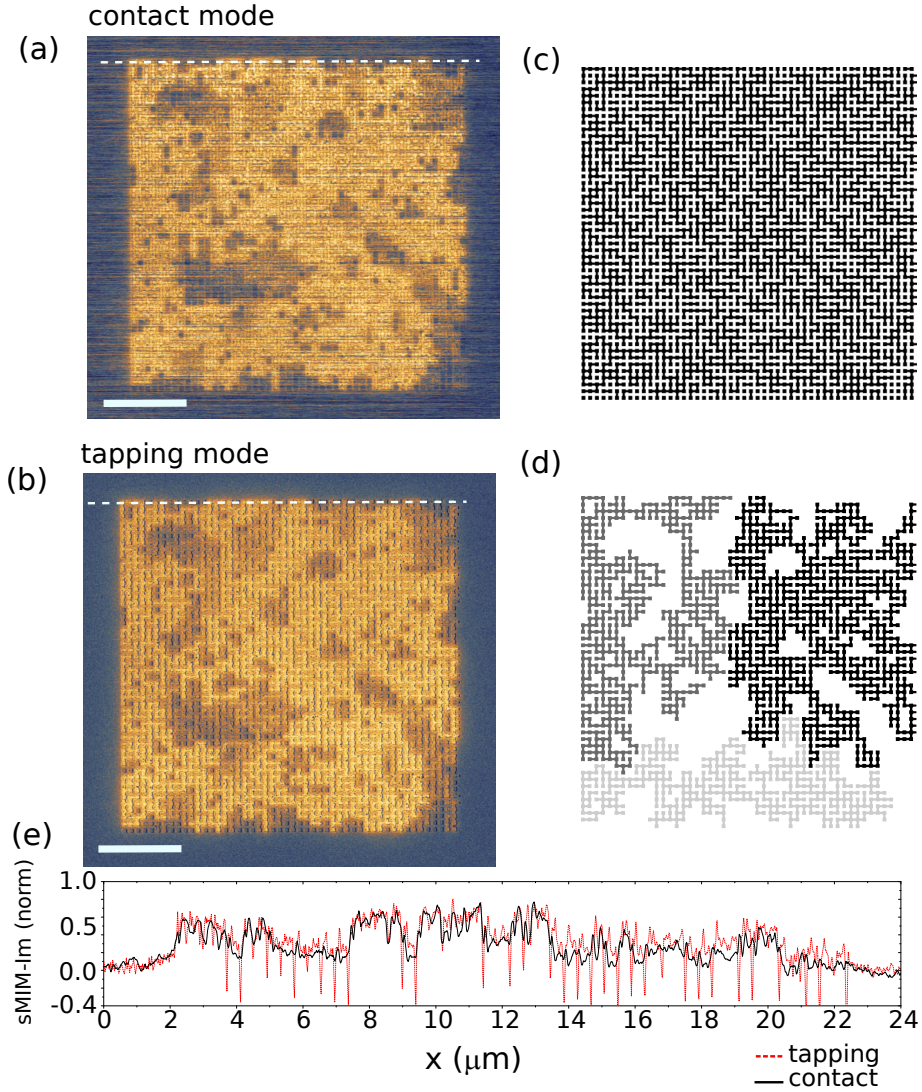 contact mode
(a)
(c)
tapping mode
(b)
(d)
(e)
sMIM-Im (norm)
1.0
0.5
0.0
-0.4
0 2 4 6 8 10 12 14 16 18 20 22 24
x (μm)
tapping
contact